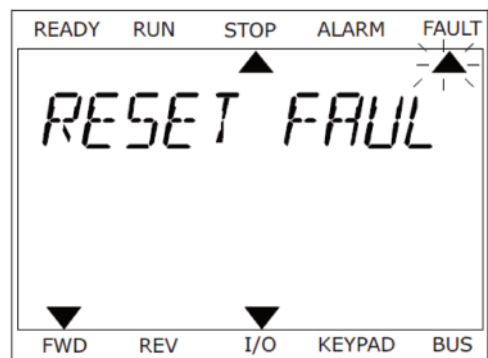 READY RUN STOP ALARM FAULT
RESET FAUL
FWD REV I/O KEYPAD BUS